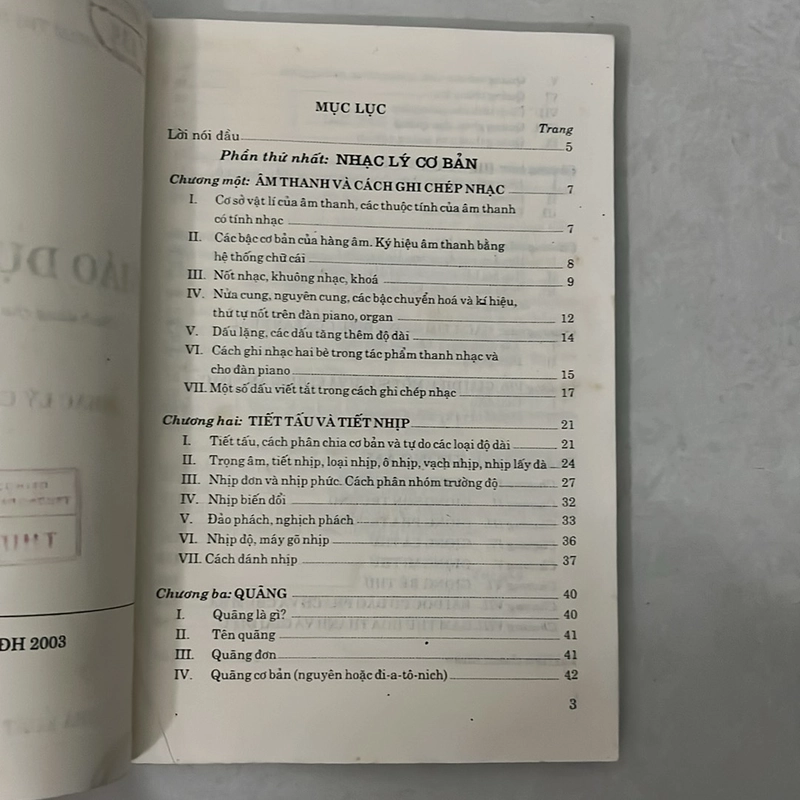 MỤC LỤC
Trang
Lời nói đầu 5
Phần thứ nhất: NHẠC LÝ CƠ BẢN
Chương một: ÂM THANH VÀ CÁCH GHI CHÉP NHẠC 7
I. Cơ sở vật lí của âm thanh, các thuộc tính của âm thanh
có tính nhạc 7
II. Các bậc cơ bản của hàng âm. Ký hiệu âm thanh bằng
hệ thống chữ cái 8
III. Nốt nhạc, khuông nhạc, khoá 9
IV. Nửa cung, nguyên cung, các bậc chuyển hoá và kí hiệu,
thứ tự nốt trên đàn piano, organ 12
V. Dấu lặng, các dấu tăng thêm độ dài 14
VI. Cách ghi nhạc hai bè trong tác phẩm thanh nhạc và
cho đàn piano 15
VII. Một số dấu viết tắt trong cách ghi chép nhạc 17
Chương hai: TIẾT TẤU VÀ TIẾT NHỊP 21
I. Tiết tấu, cách phân chia cơ bản và tự do các loại độ dài 21
II. Trọng âm, tiết nhịp, loại nhịp, ô nhịp, vạch nhịp, nhịp lấy đà 24
III. Nhịp đơn và nhịp phức. Cách phân nhóm trường độ 27
IV. Nhịp biến đổi 32
V. Đảo phách, nghịch phách 33
VI. Nhịp độ, máy gõ nhịp 36
VII. Cách đánh nhịp 37
Chương ba: QUÃNG 40
I. Quãng là gì? 40
II. Tên quãng 41
III. Quãng đơn 41
IV. Quãng cơ bản (nguyên hoặc đi-a-tô-nich) 42
3
ĐH 2003